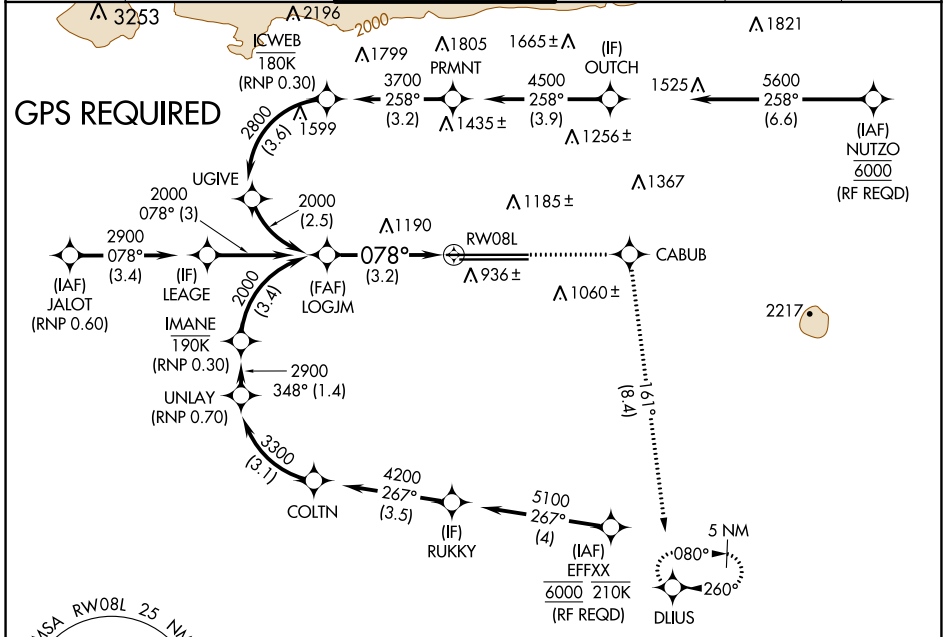 3253
2196
2000
1821
ICWEB
180K
(RNP 0.30)
1799
1805
PRMNT
1665±
(IF)
OUTCH
1525
GPS REQUIRED
3700
258°
(3.2)
4500
258°
(3.9)
5600
258°
(6.6)
1599
1435±
1256±
(IAF)
NUTZO
6000
(RF REQD)
2800
(3.6)
UGIVE
2000
(2.5)
1367
1185±
2000
078° (3)
1190
2900
078°
(3.4)
078°
(3.2)
RW08L
CABUB
936±
(IAF)
JALOT
(RNP 0.60)
(IF)
LEAGE
(FAF)
LOGJM
1060±
2000
(3.4)
2217
IMANE
190K
(RNP 0.30)
2900
348° (1.4)
UNLAY
(RNP 0.70)
161°
(8.4)
3300
(3.1)
COLTN
4200
267°
(3.5)
(IF)
RUKKY
5100
267°
(4)
(IAF)
EFFXX
6000 210K
(RF REQD)
5 NM
080°
260°
DLIUS
MSA RW08L 25 NM